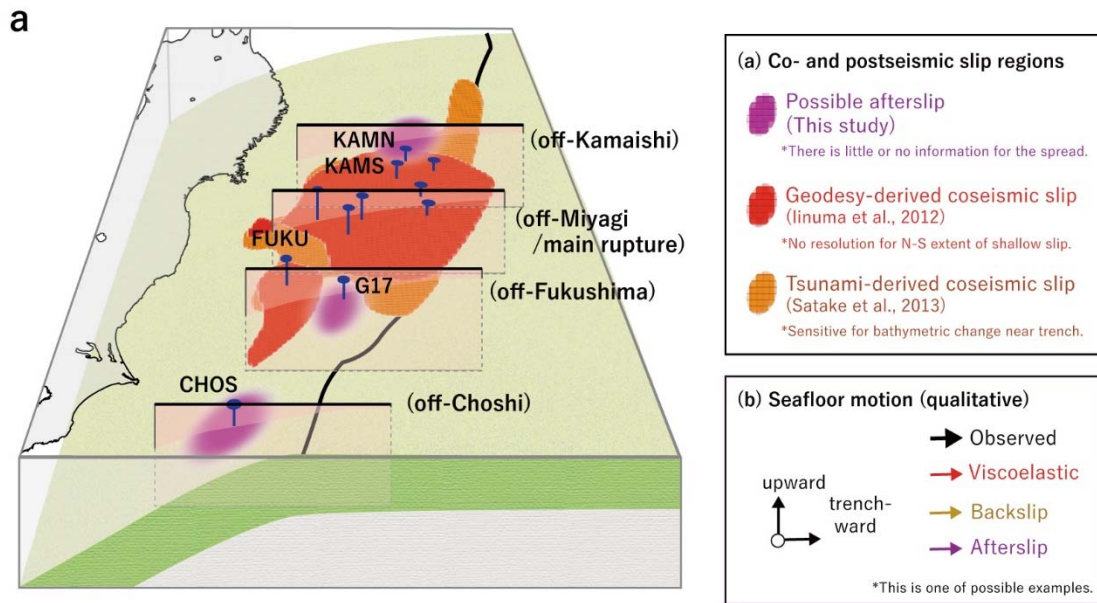 a
KAMN
(off-Kamaishi)
KAMS
(off-Miyagi
/main rupture)
FUKU
G17
(off-Fukushima)
CHOS
(off-Choshi)
(a) Co- and postseismic slip regions
Possible afterslip
(This study)
*There is little or no information for the spread.
Geodesy-derived coseismic slip
(Iinuma et al., 2012)
*No resolution for N-S extent of shallow slip.
Tsunami-derived coseismic slip
(Satake et al., 2013)
*Sensitive for bathymetric change near trench.
(b) Seafloor motion (qualitative)
upward
trench-
ward
Observed
Viscoelastic
Backslip
Afterslip
*This is one of possible examples.